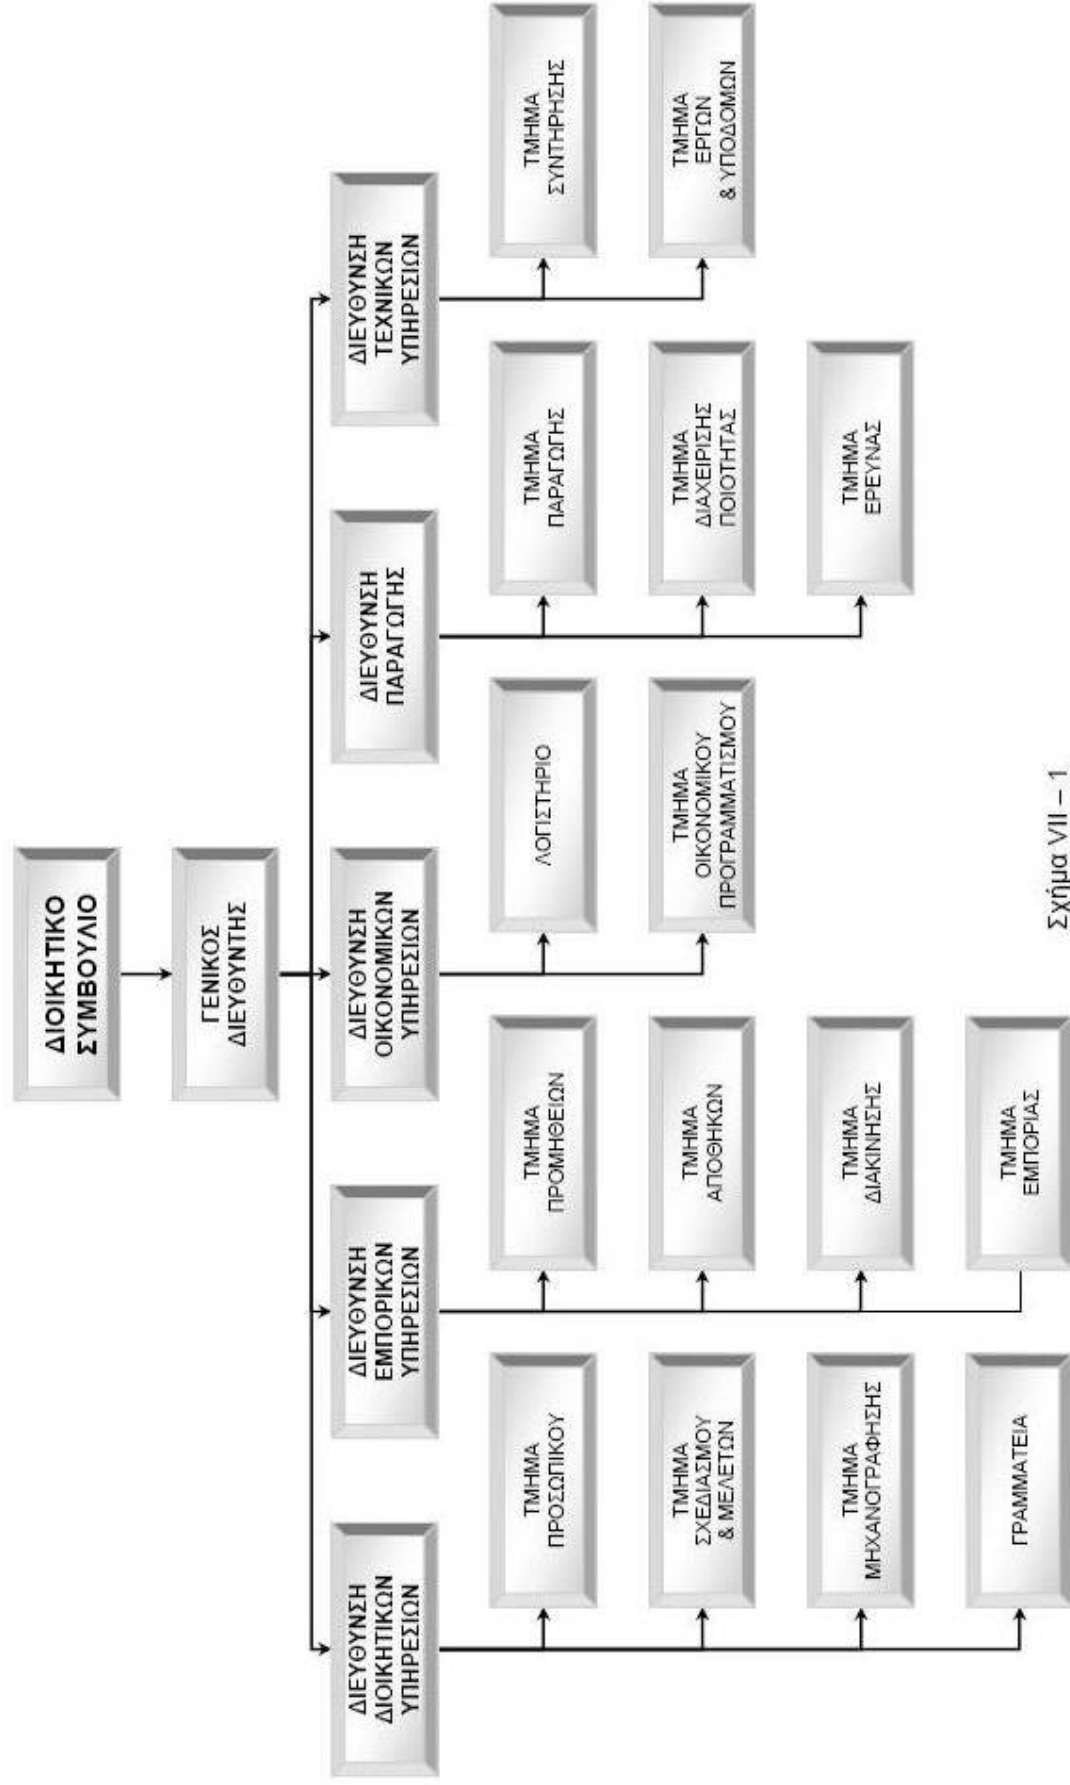 ΔΙΟΙΚΗΤΙΚΟ
ΣΥΜΒΟΥΛΙΟ
ΓΕΝΙΚΟΣ
ΔΙΕΥΘΥΝΤΗΣ
ΔΙΕΥΘΥΝΣΗ
ΔΙΟΙΚΗΤΙΚΩΝ
ΥΠΗΡΕΣΙΩΝ
ΔΙΕΥΘΥΝΣΗ
ΕΜΠΟΡΙΚΩΝ
ΥΠΗΡΕΣΙΩΝ
ΔΙΕΥΘΥΝΣΗ
ΟΙΚΟΝΟΜΙΚΩΝ
ΥΠΗΡΕΣΙΩΝ
ΔΙΕΥΘΥΝΣΗ
ΠΑΡΑΓΩΓΗΣ
ΔΙΕΥΘΥΝΣΗ
ΤΕΧΝΙΚΩΝ
ΥΠΗΡΕΣΙΩΝ
ΤΜΗΜΑ
ΠΡΟΣΩΠΙΚΟΥ
ΤΜΗΜΑ
ΠΡΟΜΗΘΕΙΩΝ
ΛΟΓΙΣΤΗΡΙΟ
ΤΜΗΜΑ
ΠΑΡΑΓΩΓΗΣ
ΤΜΗΜΑ
ΣΥΝΤΗΡΗΣΗΣ
ΤΜΗΜΑ
ΣΧΕΔΙΑΣΜΟΥ
& ΜΕΛΕΤΩΝ
ΤΜΗΜΑ
ΑΠΟΘΗΚΩΝ
ΤΜΗΜΑ
ΟΙΚΟΝΟΜΙΚΟΥ
ΠΡΟΓΡΑΜΜΑΤΙΣΜΟΥ
ΤΜΗΜΑ
ΔΙΑΧΕΙΡΙΣΗΣ
ΠΟΙΟΤΗΤΑΣ
ΤΜΗΜΑ
ΕΡΓΩΝ
& ΥΠΟΔΟΜΩΝ
ΤΜΗΜΑ
ΜΗΧΑΝΟΓΡΑΦΗΣΗΣ
ΤΜΗΜΑ
ΔΙΑΚΙΝΗΣΗΣ
ΤΜΗΜΑ
ΕΡΕΥΝΑΣ
ΓΡΑΜΜΑΤΕΙΑ
ΤΜΗΜΑ
ΕΜΠΟΡΙΑΣ
Σχήμα VII – 1